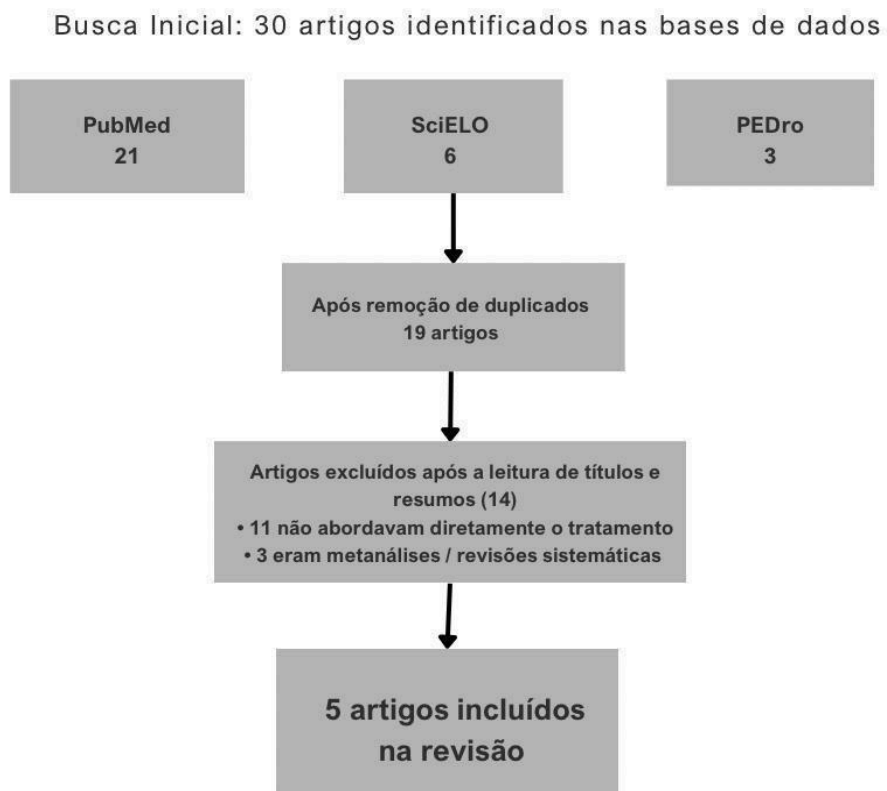 Busca Inicial: 30 artigos identificados nas bases de dados
PubMed
21
SciELO
6
PEDro
3
Após remoção de duplicados
19 artigos
Artigos excluídos após a leitura de títulos e
resumos (14)
• 11 não abordavam diretamente o tratamento
• 3 eram metanálises / revisões sistemáticas
5 artigos incluídos
na revisão